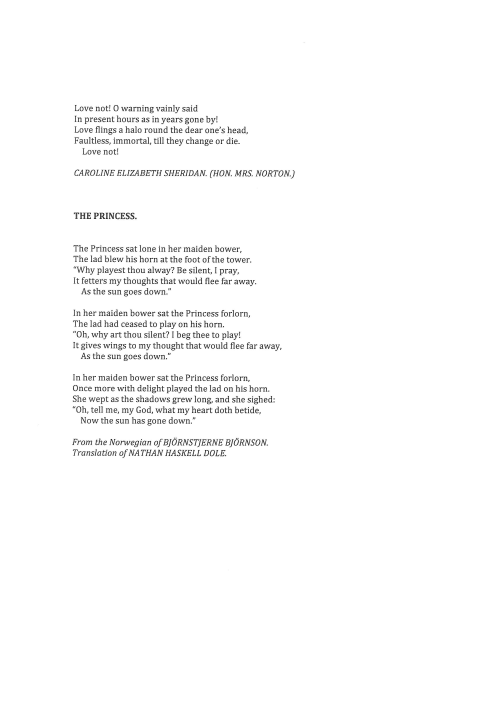 Love not! O warning vainly said
In present hours as in years gone by!
Love flings a halo round the dear one's head,
Faultless, immortal, till they change or die.
Love not!
CAROLINE ELIZABETH SHERIDAN. (HON. MRS. NORTON.)
THE PRINCESS.
The Princess sat lone in her maiden bower,
The lad blew his horn at the foot of the tower.
"Why playest thou alway? Be silent, I pray,
It fetters my thoughts that would flee far away.
As the sun goes down."
In her maiden bower sat the Princess forlorn,
The lad had ceased to play on his horn.
"Oh, why art thou silent? I beg thee to play!
It gives wings to my thought that would flee far away,
As the sun goes down."
In her maiden bower sat the Princess forlorn,
Once more with delight played the lad on his horn.
She wept as the shadows grew long, and she sighed:
"Oh, tell me, my God, what my heart doth betide,
Now the sun has gone down."
From the Norwegian of BJÖRNSTJERNE BJÖRNSON.
Translation of NATHAN HASKELL DOLE.